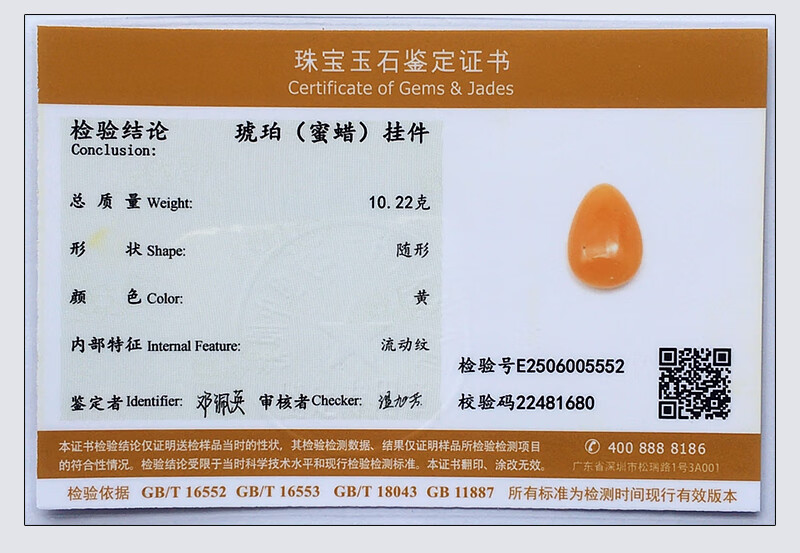 珠宝玉石鉴定证书
Certificate of Gems & Jades
检验结论 琥珀（蜜蜡）挂件
Conclusion:
总质量 Weight: 10.22克
形状 Shape: 随形
颜色 Color: 黄
内部特征 Internal Feature: 流动纹
鉴定者 Identifier: 邓佩英 审核者 Checker:
检验号E2506005552
校验码22481680
本证书检验结论仅证明送检样品当时的性状，其检验检测数据、结果仅证明样品所检验检测项目
的符合性情况。检验结论受限于当时科学技术水平和现行检验检测标准。本证书翻印、涂改无效。
✆ 400 888 8186
广东省深圳市松瑞路1号3A001
检验依据 GB/T 16552 GB/T 16553 GB/T 18043 GB 11887 所有标准为检测时间现行有效版本